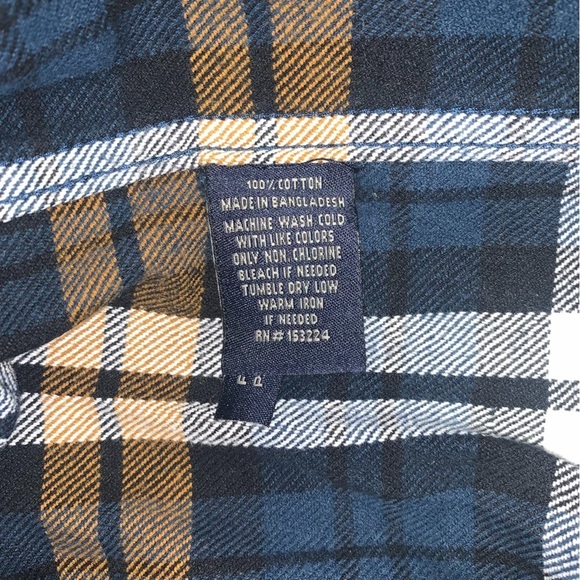 100% COTTON
MADE IN BANGLADESH
MACHINE WASH COLD
WITH LIKE COLORS
ONLY NON CHLORINE
BLEACH IF NEEDED
TUMBLE DRY LOW
WARM IRON
IF NEEDED
RN# 153224